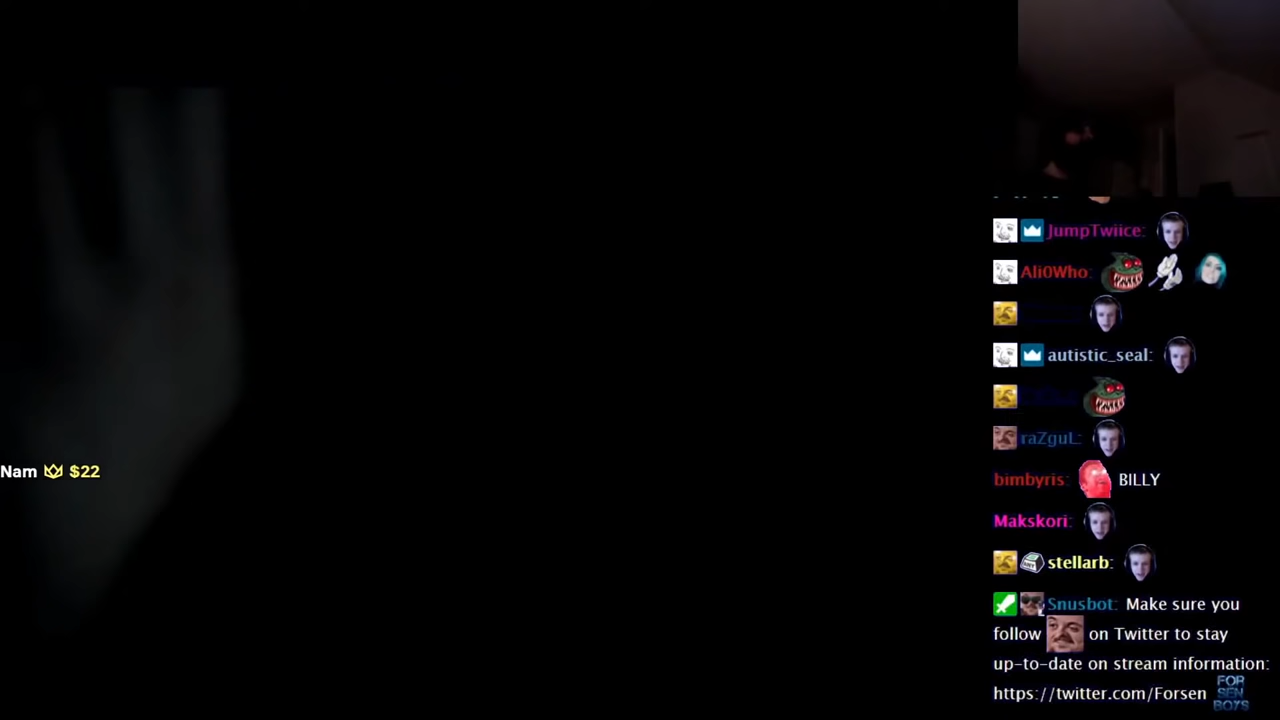 JumpTwiice:
Ali0Who:
autistic_seal:
raZguL:
Nam $22
bimbyris: BILLY
Makskori:
stellarb:
Snusbot: Make sure you
follow on Twitter to stay
up-to-date on stream information:
https://twitter.com/Forsen
FOR
SEN
BOYS